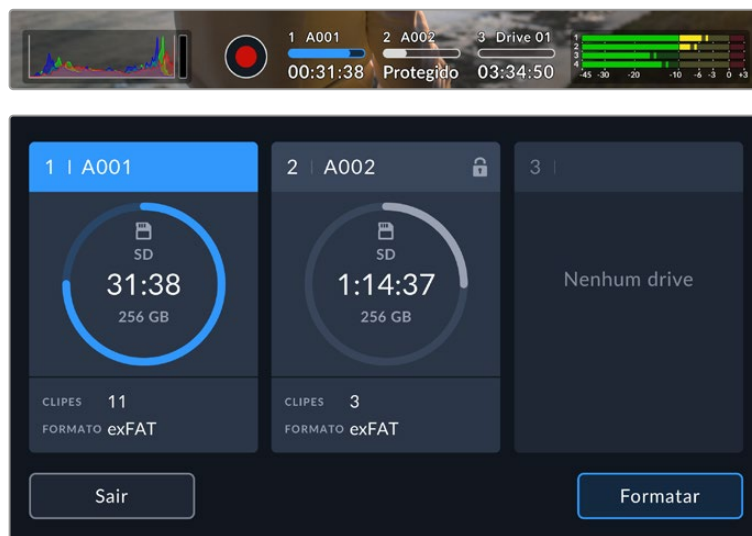 1 A001 2 A002 3 Drive 01
00:31:38 Protegido 03:34:50
1
2
3
4
-45 -30 -20 -10 -6 -3 0 +3
1 | A001
SD
31:38
256 GB
CLIPES 11
FORMATO exFAT
2 | A002
SD
1:14:37
256 GB
CLIPES 3
FORMATO exFAT
3 |
Nenhum drive
Sair
Formatar